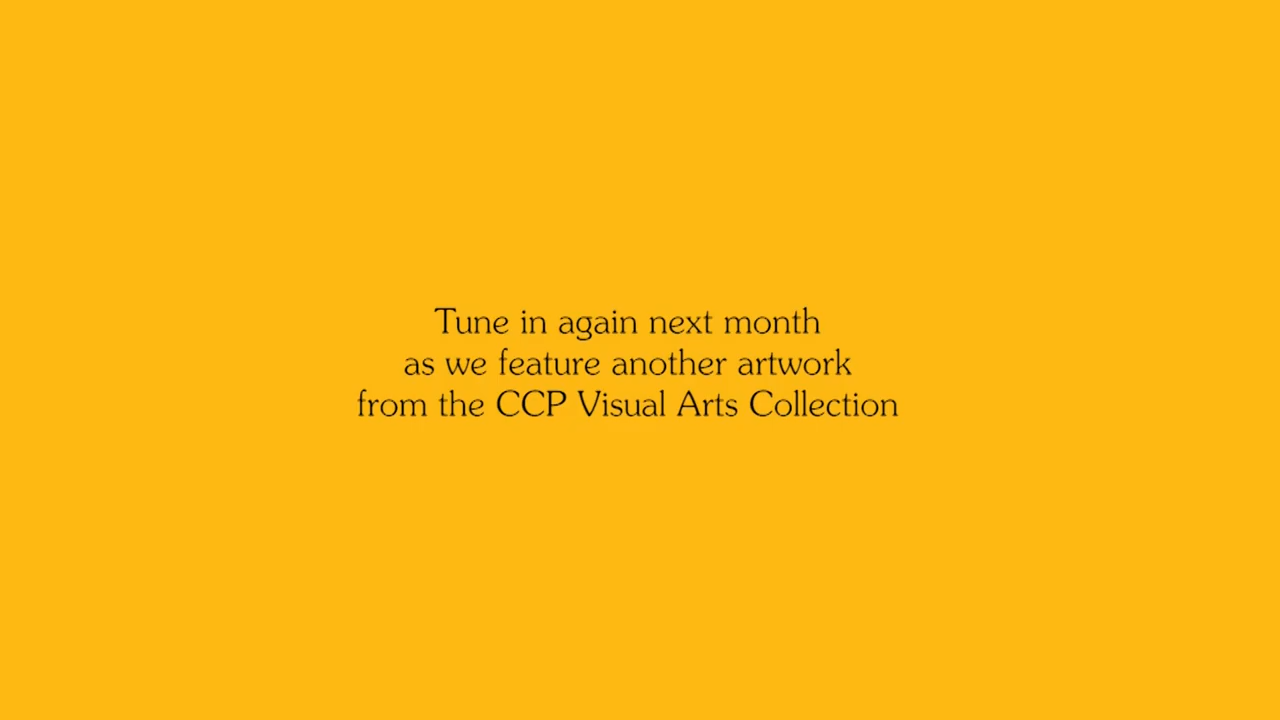 Tune in again next month
as we feature another artwork
from the CCP Visual Arts Collection